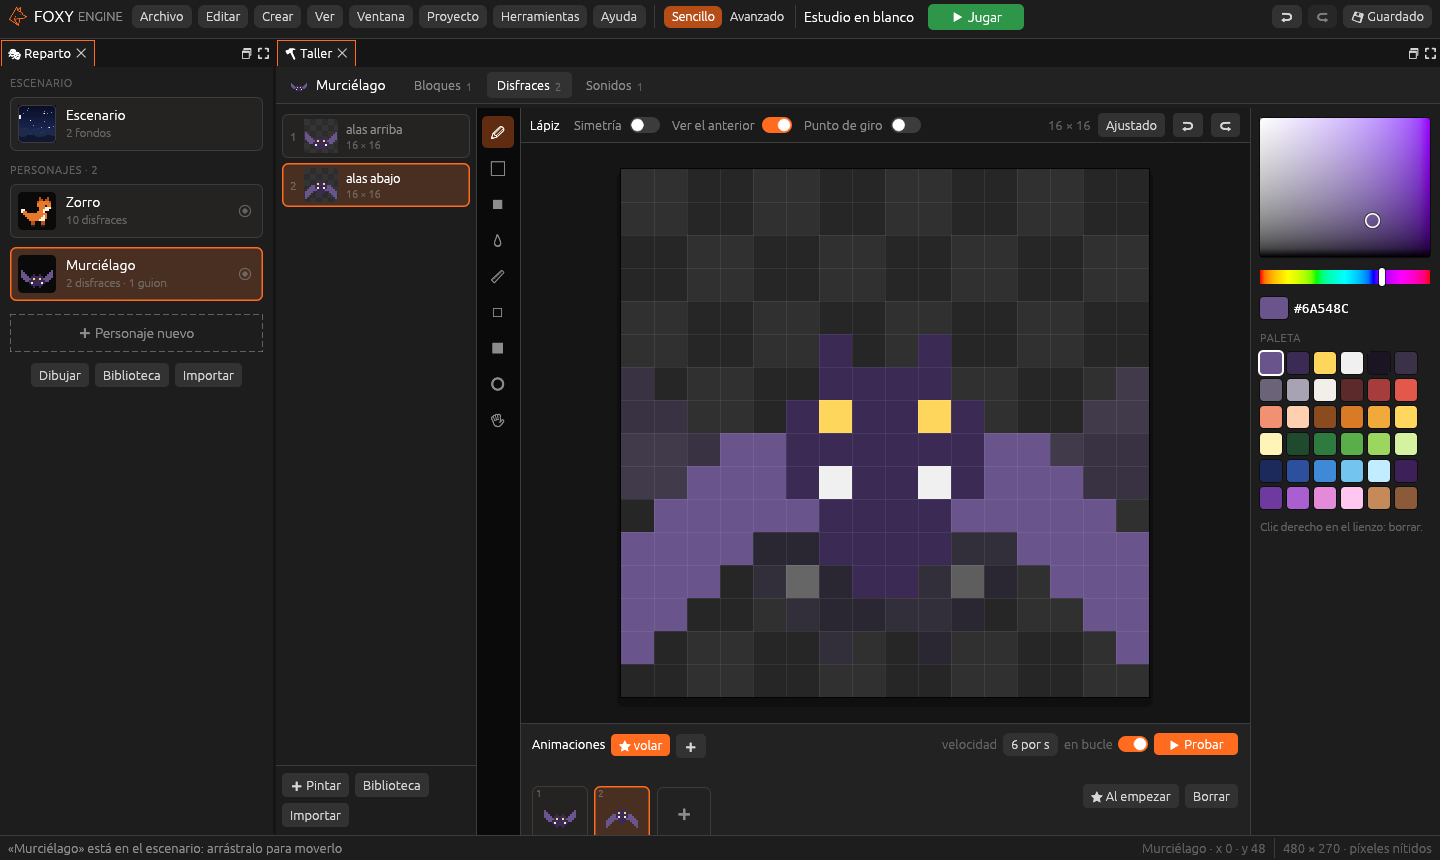 FOXY ENGINE Archivo Editar Crear Ver Ventana Proyecto Herramientas Ayuda Sencillo Avanzado Estudio en blanco Jugar Guardado
Reparto
Taller
ESCENARIO
Escenario
2 fondos
PERSONAJES · 2
Zorro
10 disfraces
Murciélago
2 disfraces · 1 guion
Personaje nuevo
Dibujar Biblioteca Importar
Murciélago Bloques 1 Disfraces 2 Sonidos 1
1 alas arriba
16 × 16
2 alas abajo
16 × 16
Pintar Biblioteca
Importar
Lápiz Simetría Ver el anterior Punto de giro 16 × 16 Ajustado
#6A548C
PALETA
Clic derecho en el lienzo: borrar.
Animaciones volar velocidad 6 por s en bucle Probar
1 2
Al empezar Borrar
«Murciélago» está en el escenario: arrástralo para moverlo
Murciélago · x 0 · y 48 480 × 270 · píxeles nítidos